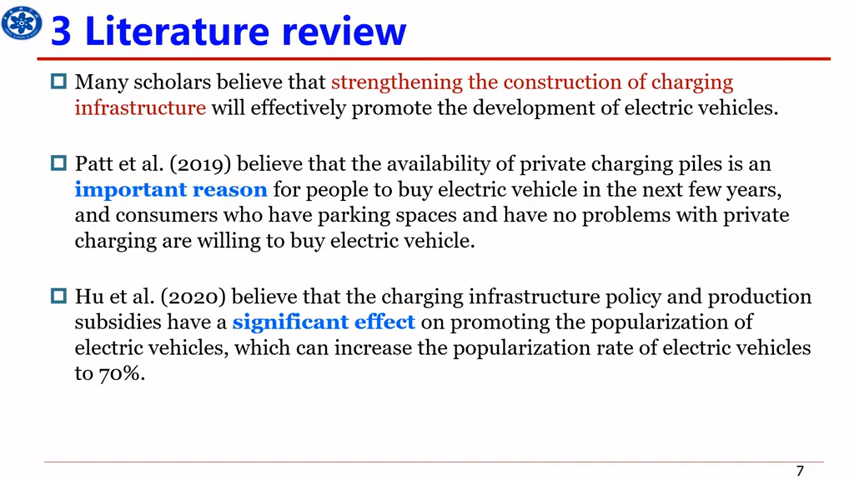 3 Literature review
Many scholars believe that strengthening the construction of charging
infrastructure will effectively promote the development of electric vehicles.
Patt et al. (2019) believe that the availability of private charging piles is an
important reason for people to buy electric vehicle in the next few years,
and consumers who have parking spaces and have no problems with private
charging are willing to buy electric vehicle.
Hu et al. (2020) believe that the charging infrastructure policy and production
subsidies have a significant effect on promoting the popularization of
electric vehicles, which can increase the popularization rate of electric vehicles
to 70%.
7